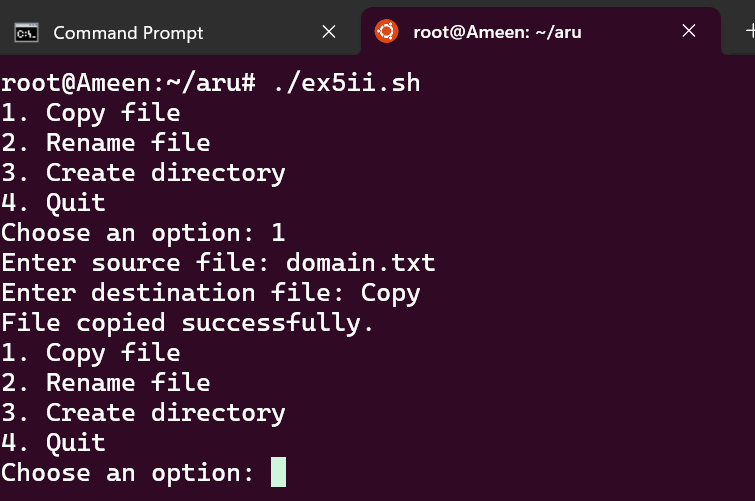 Command Prompt
root@Ameen: ~/aru
root@Ameen:~/aru# ./ex5ii.sh
1. Copy file
2. Rename file
3. Create directory
4. Quit
Choose an option: 1
Enter source file: domain.txt
Enter destination file: Copy
File copied successfully.
1. Copy file
2. Rename file
3. Create directory
4. Quit
Choose an option: